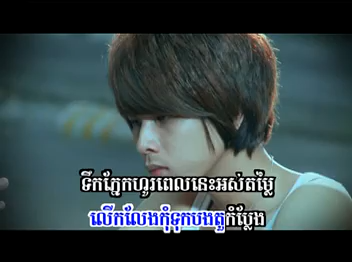 ទឹកភ្នែកហូរពេលនេះអស់តម្លៃ
លើកលែងកុំទុកបងតួកំប្លែង